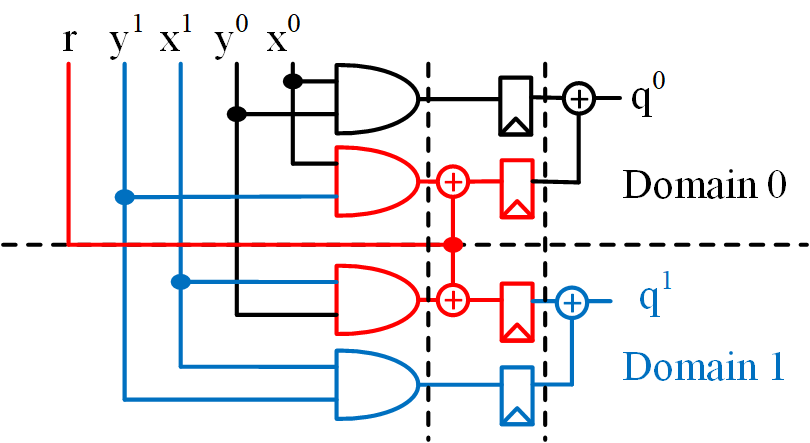 r y¹ x¹ y⁰ x⁰
q⁰
Domain 0
q¹
Domain 1